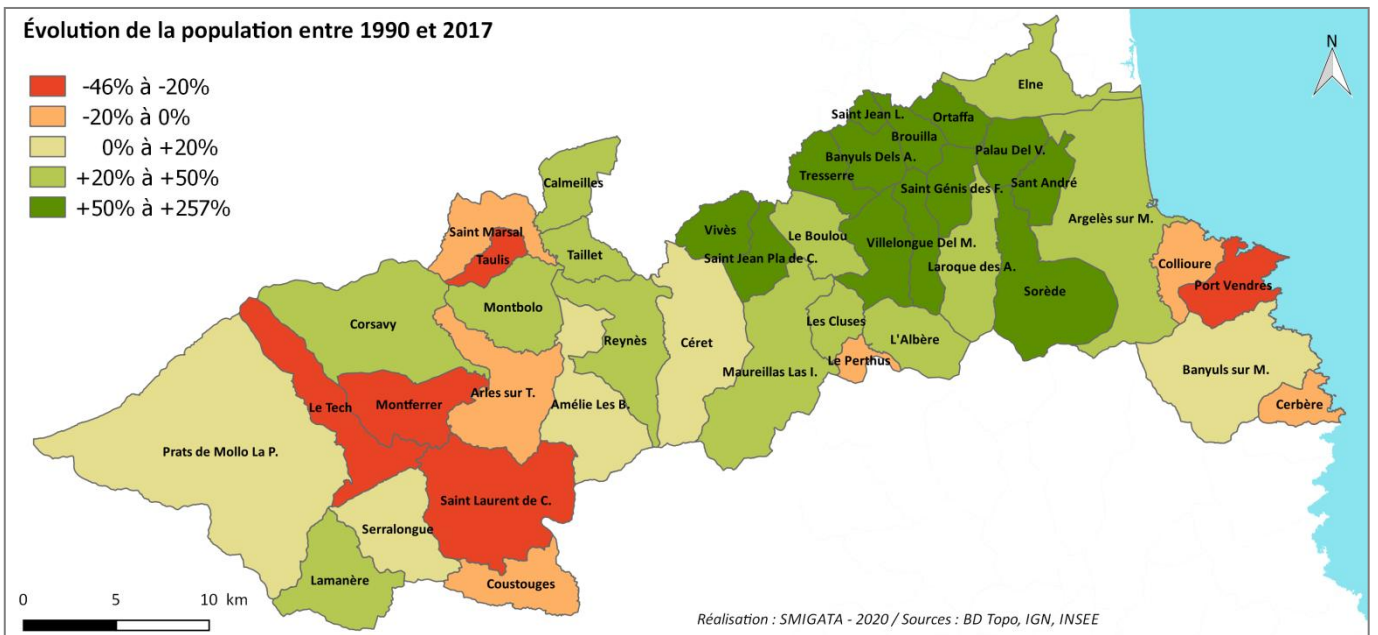 Évolution de la population entre 1990 et 2017
N
-46% à -20%
-20% à 0%
0% à +20%
+20% à +50%
+50% à +257%
Elne
Saint Jean L.
Ortaffa
Brouilla
Banyuls Dels A.
Palau Del V.
Tresserre
Calmeilles
Saint Génis des F.
Sant André
Argelès sur M.
Saint Marsal
Vivès
Le Boulou
Villelongue Del M.
Taulis
Taillet
Saint Jean Pla de C.
Laroque des A.
Collioure
Port Vendres
Sorède
Montbolo
Corsavy
Les Cluses
Reynès
Céret
L'Albère
Le Perthus
Maureillas Las I.
Banyuls sur M.
Arles sur T.
Le Tech
Montferrer
Amélie Les B.
Cerbère
Prats de Mollo La P.
Saint Laurent de C.
Serralongue
Lamanère
Coustouges
0 5 10 km
Réalisation : SMIGATA - 2020 / Sources : BD Topo, IGN, INSEE